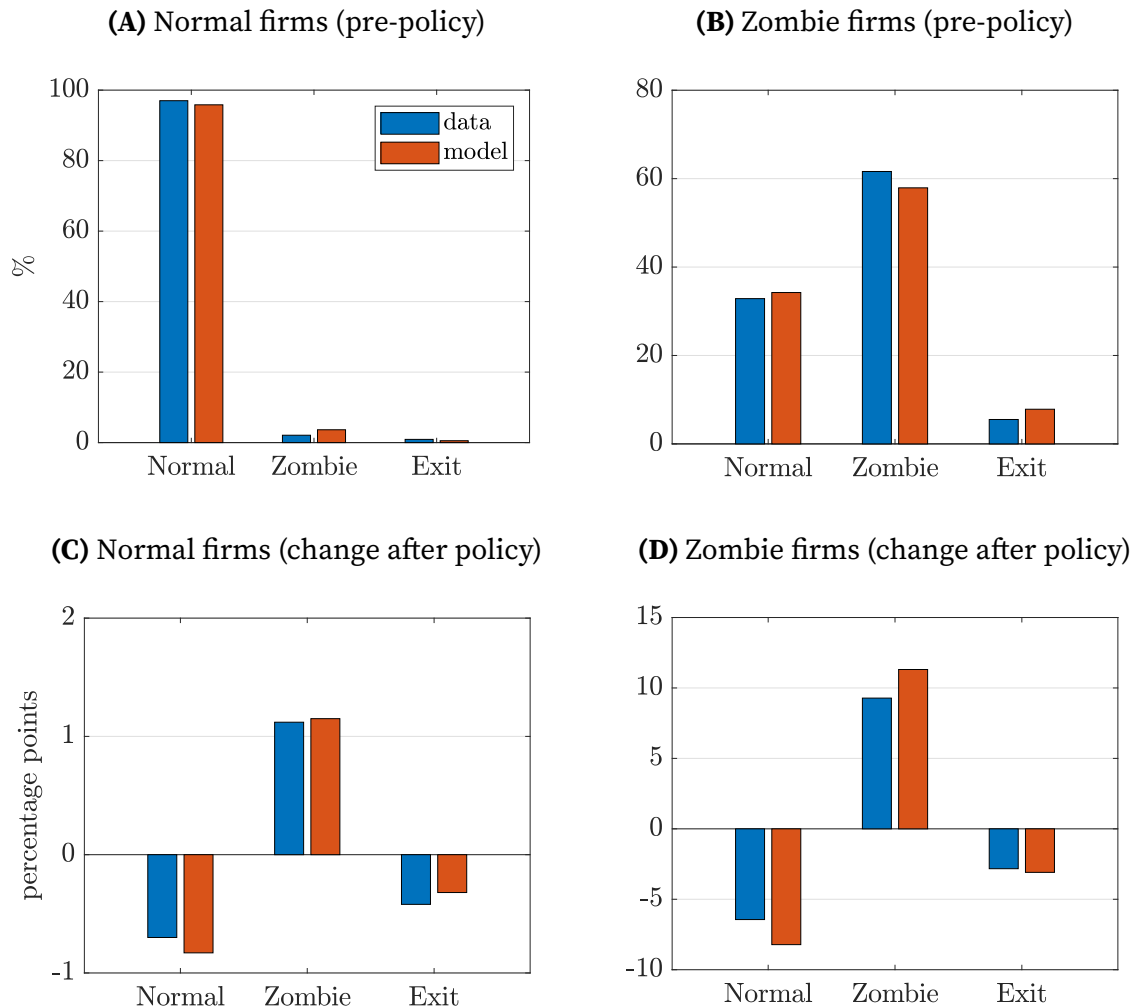 (A) Normal firms (pre-policy)
100
80
60
40
20
0
%
data
model
Normal Zombie Exit
(B) Zombie firms (pre-policy)
80
60
40
20
0
Normal Zombie Exit
(C) Normal firms (change after policy)
2
1
0
-1
percentage points
Normal Zombie Exit
(D) Zombie firms (change after policy)
15
10
5
0
-5
-10
Normal Zombie Exit